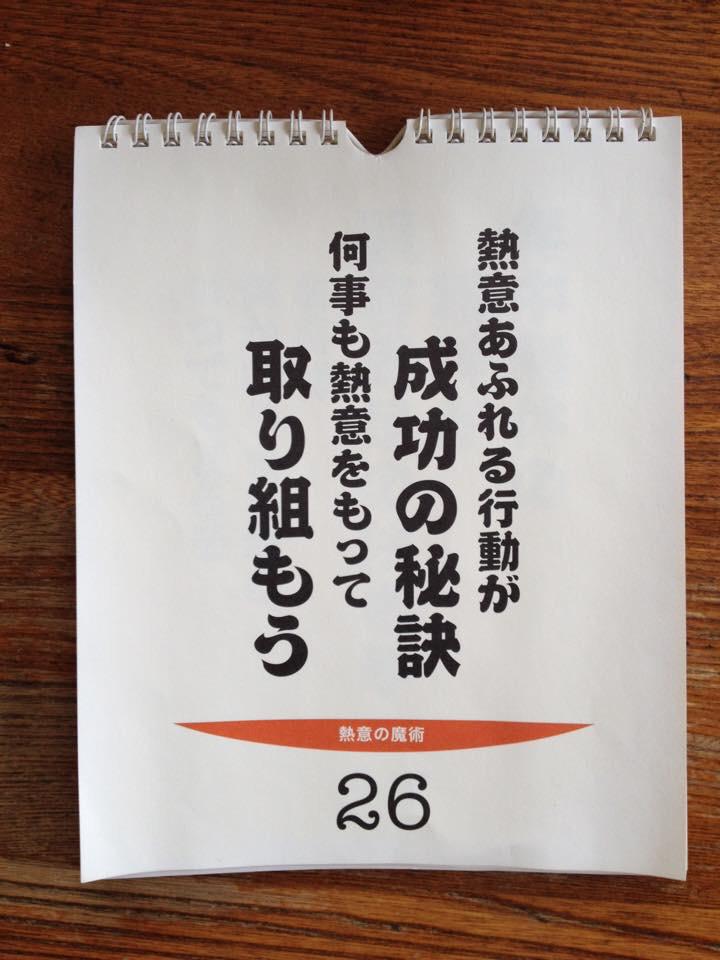 熱意あふれる行動が
成功の秘訣
何事も熱意をもって
取り組もう
熱意の魔術
26